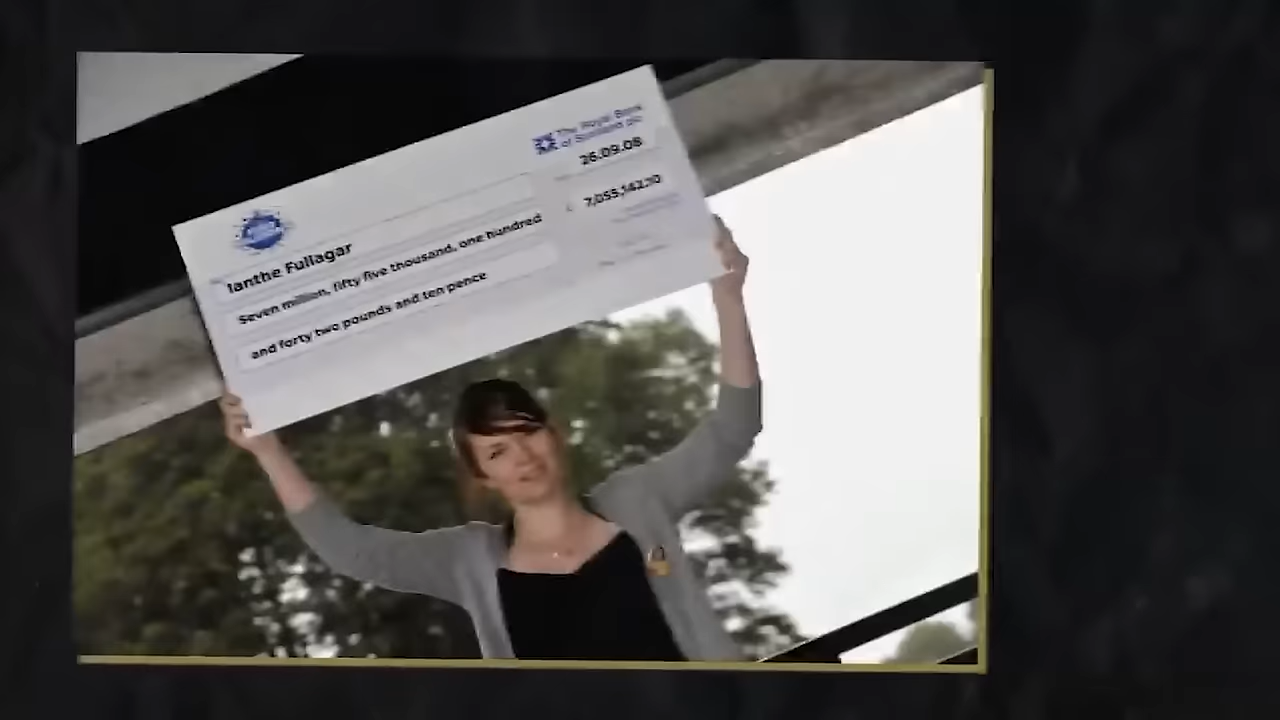 The Royal Bank
of Scotland plc
26.09.08
£ 7,055,142.10
Ianthe Fullagar
Seven million, fifty five thousand, one hundred
and forty two pounds and ten pence